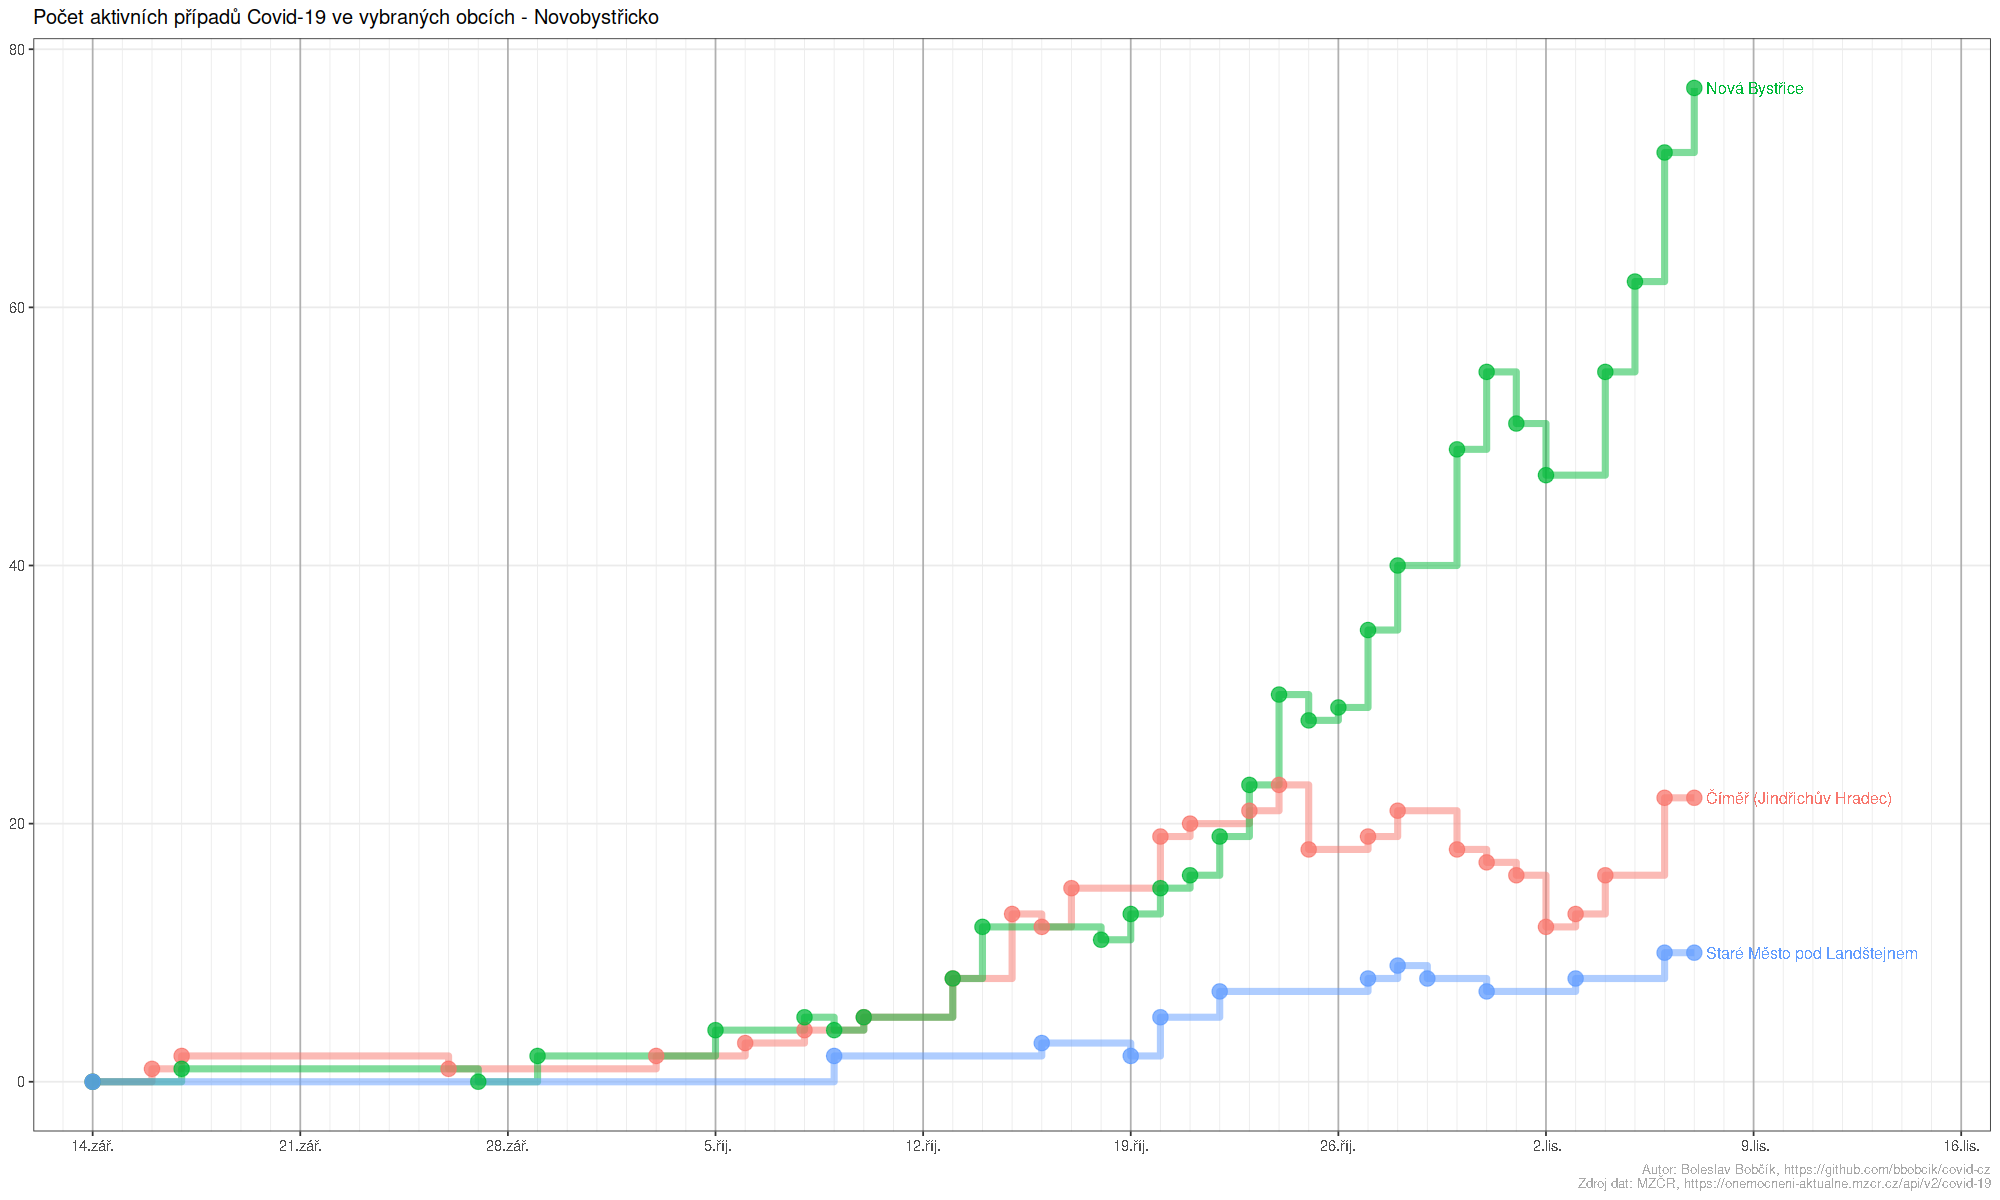 Počet aktivních případů Covid-19 ve vybraných obcích - Novobystřicko
80
Nová Bystřice
60
40
20
Číměř (Jindřichův Hradec)
Staré Město pod Landštejnem
0
14.zář. 21.zář. 28.zář. 5.říj. 12.říj. 19.říj. 26.říj. 2.lis. 9.lis. 16.lis.
Autor: Boleslav Bobčík, https://github.com/bbobcik/covid-cz
Zdroj dat: MZČR, https://onemocneni-aktualne.mzcr.cz/api/v2/covid-19